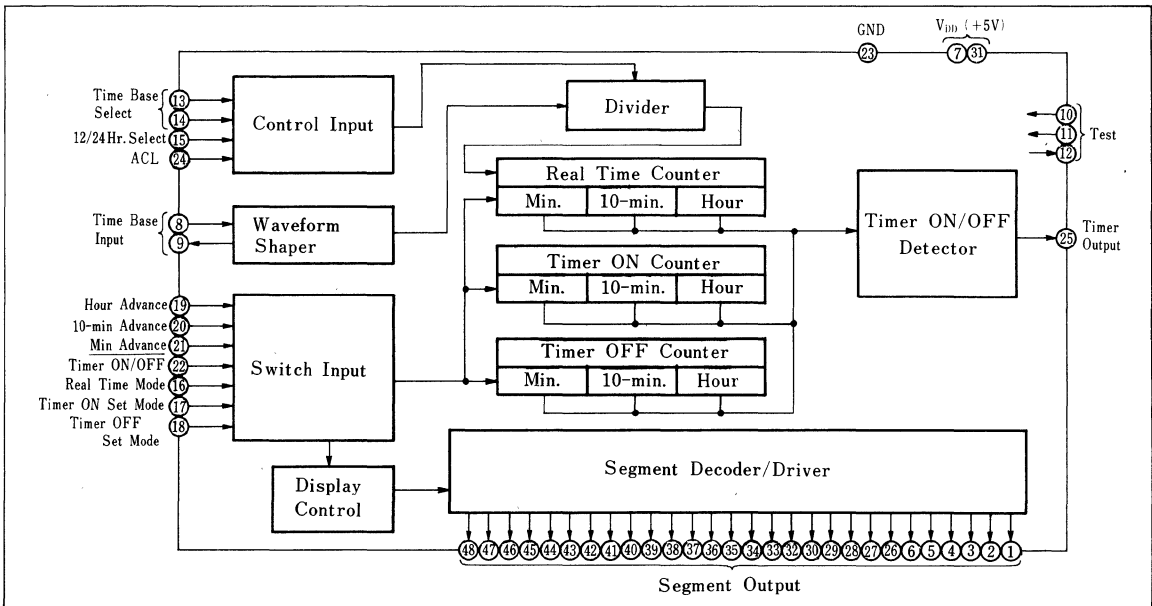 GND
V_DD (+5V)
23
7 31
Time Base
Select
13
14
12/24Hr. Select
15
ACL
24
Control Input
Divider
10
11
12
Test
Real Time Counter
Min. 10-min. Hour
Time Base
Input
8
9
Waveform
Shaper
Timer ON/OFF
Detector
25
Timer
Output
Timer ON Counter
Min. 10-min. Hour
Hour Advance
19
10-min Advance
20
Min Advance
21
Timer ON/OFF
22
Real Time Mode
16
Timer ON Set Mode
17
Timer OFF
Set Mode
18
Switch Input
Timer OFF Counter
Min. 10-min. Hour
Display
Control
Segment Decoder/Driver
48 47 46 45 44 43 42 41 40 39 38 37 36 35 34 33 32 30 29 28 27 26 6 5 4 3 2 1
Segment Output